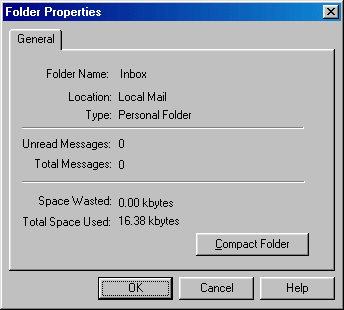 Folder Properties
General
Folder Name: Inbox
Location: Local Mail
Type: Personal Folder
Unread Messages: 0
Total Messages: 0
Space Wasted: 0.00 kbytes
Total Space Used: 16.38 kbytes
Compact Folder
OK Cancel Help